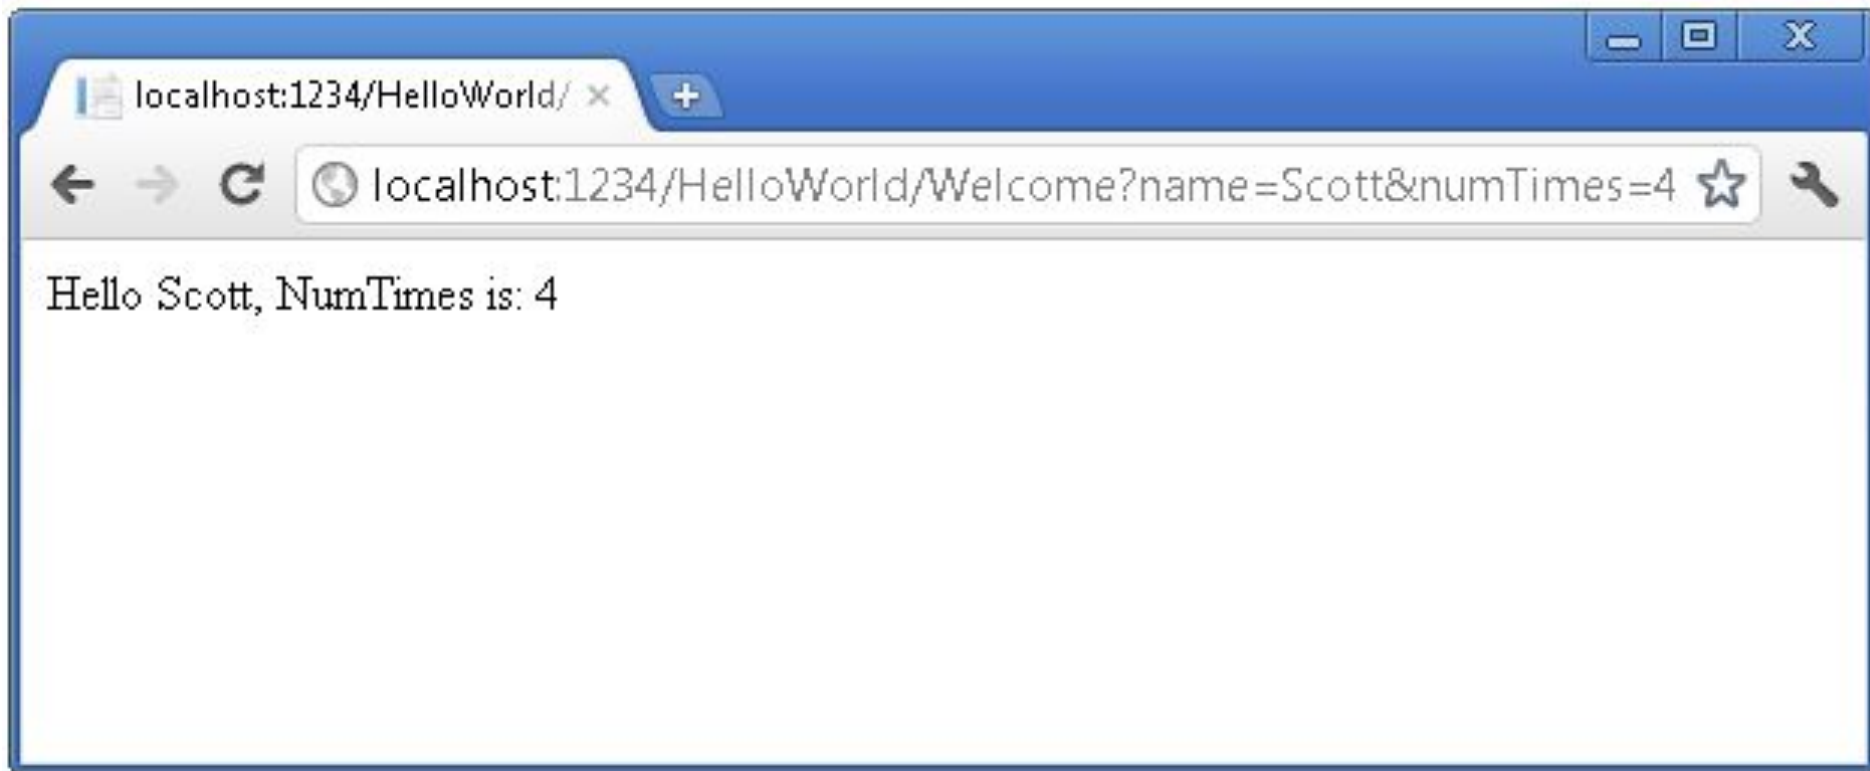 localhost:1234/HelloWorld/
localhost:1234/HelloWorld/Welcome?name=Scott&numTimes=4
Hello Scott, NumTimes is: 4